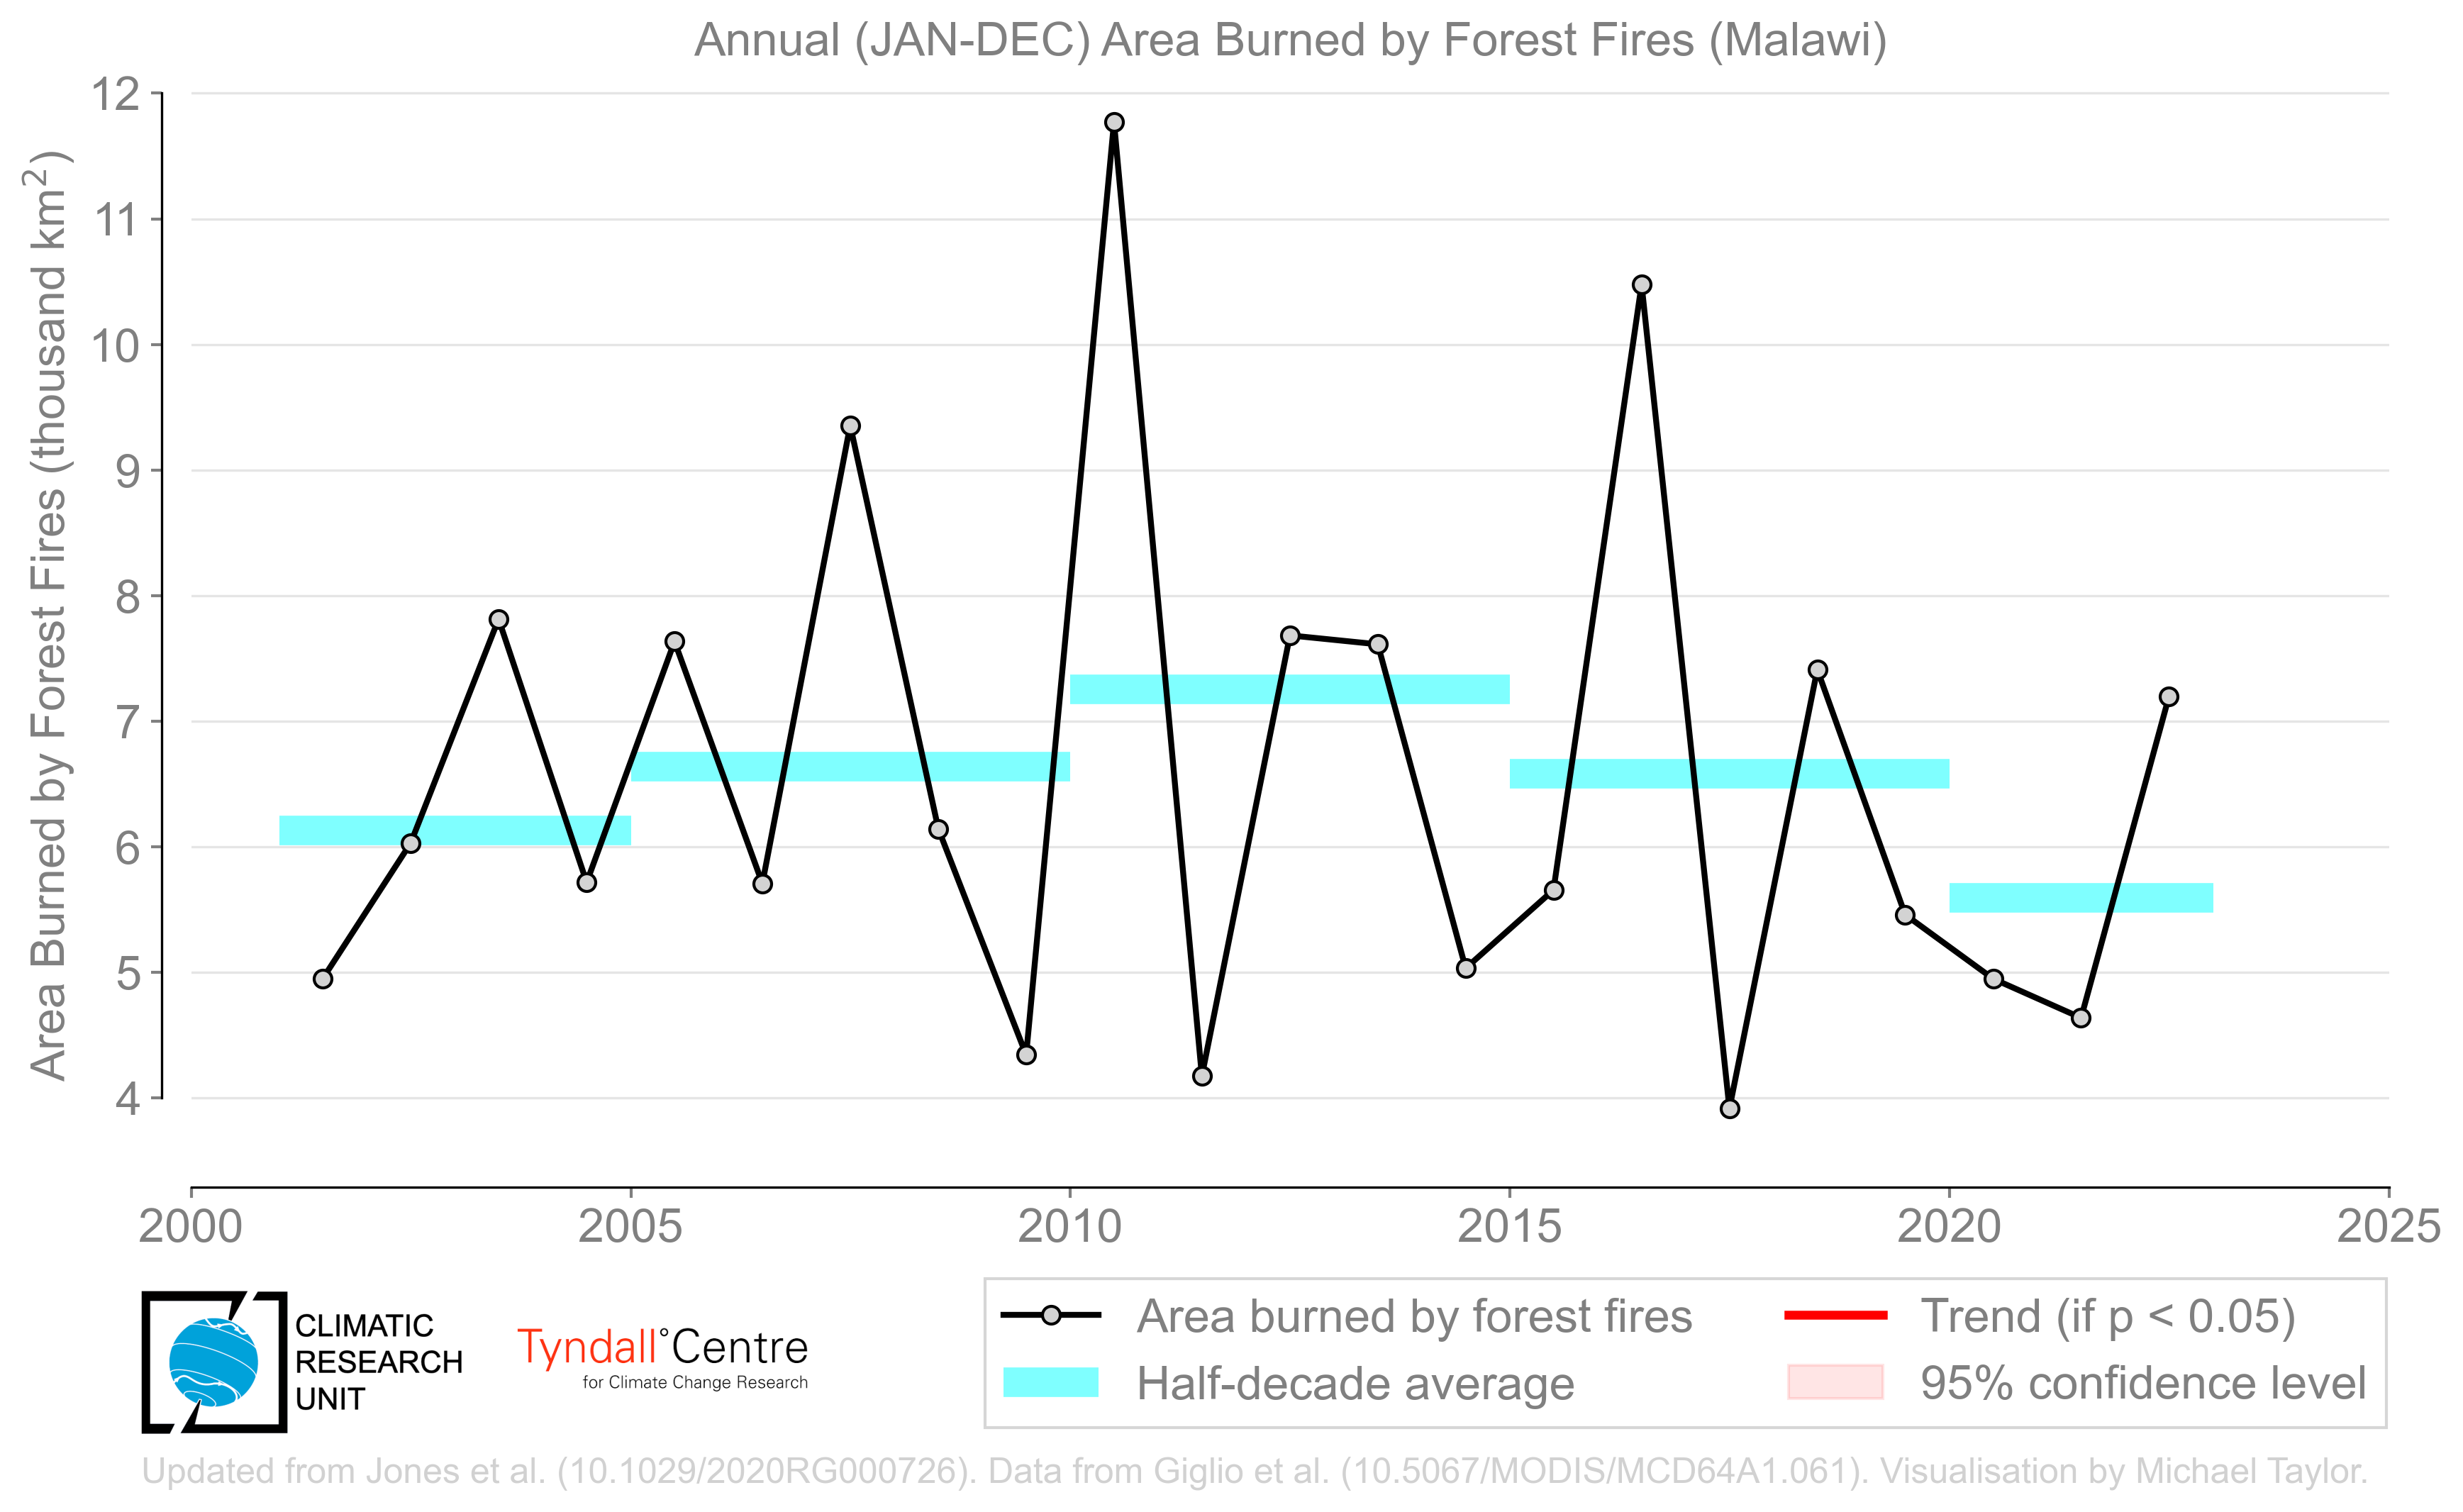 Annual (JAN-DEC) Area Burned by Forest Fires (Malawi)
Area Burned by Forest Fires (thousand km²)
12
11
10
9
8
7
6
5
4
2000 2005 2010 2015 2020 2025
CLIMATIC
RESEARCH
UNIT
Tyndall°Centre
for Climate Change Research
Area burned by forest fires
Trend (if p < 0.05)
Half-decade average
95% confidence level
Updated from Jones et al. (10.1029/2020RG000726). Data from Giglio et al. (10.5067/MODIS/MCD64A1.061). Visualisation by Michael Taylor.